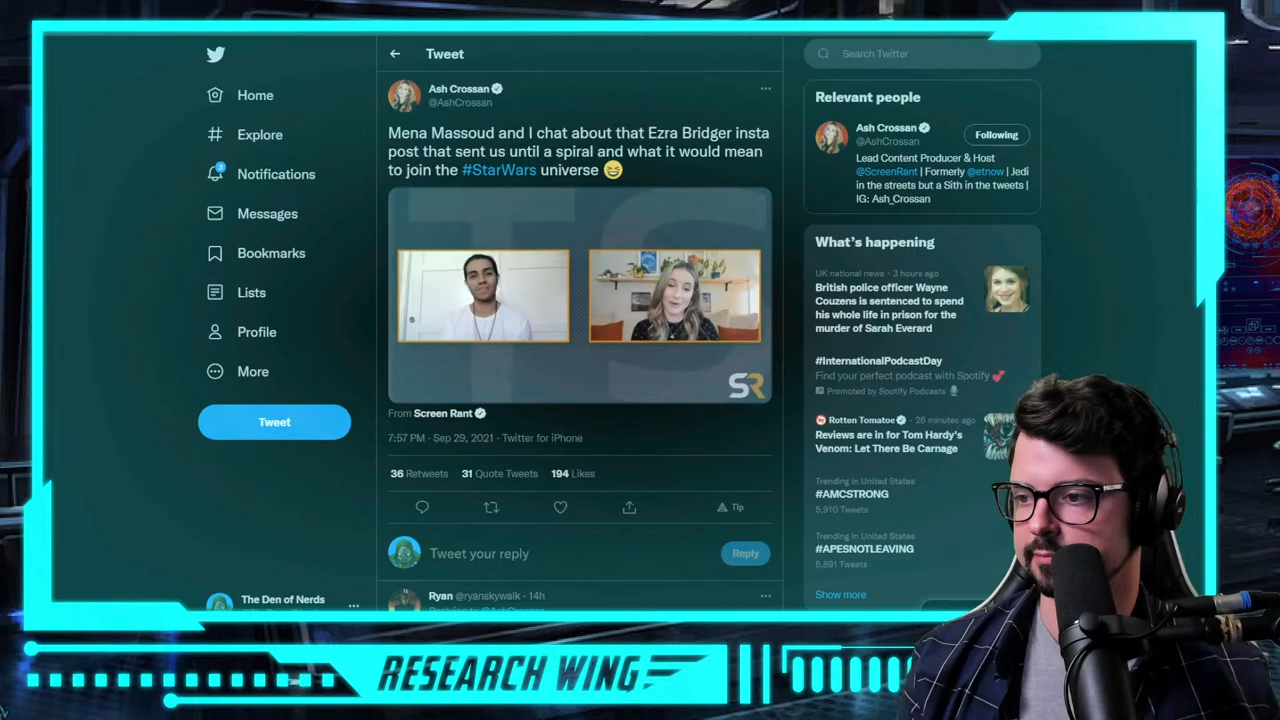 Tweet
Search Twitter
Home
Explore
3
Notifications
Messages
Bookmarks
Lists
Profile
More
Tweet
The Den of Nerds
Ash Crossan
@AshCrossan
Mena Massoud and I chat about that Ezra Bridger insta
post that sent us until a spiral and what it would mean
to join the #StarWars universe 😆
TS
SR
From Screen Rant
7:57 PM · Sep 29, 2021 · Twitter for iPhone
36 Retweets 31 Quote Tweets 194 Likes
Tip
Tweet your reply
Reply
Ryan @ryanskywalk · 14h
Replying to @AshCrossan
Relevant people
Ash Crossan
@AshCrossan
Following
Lead Content Producer & Host
@ScreenRant | Formerly @etnow | Jedi
in the streets but a Sith in the tweets |
IG: Ash_Crossan
What's happening
UK national news · 3 hours ago
British police officer Wayne
Couzens is sentenced to spend
his whole life in prison for the
murder of Sarah Everard
#InternationalPodcastDay
Find your perfect podcast with Spotify 💕
Promoted by Spotify Podcasts
Rotten Tomatoe · 26 minutes ago
Reviews are in for Tom Hardy's
Venom: Let There Be Carnage
Trending in United States
#AMCSTRONG
5,910 Tweets
Trending in United States
#APESNOTLEAVING
5,891 Tweets
Show more
RESEARCH WING